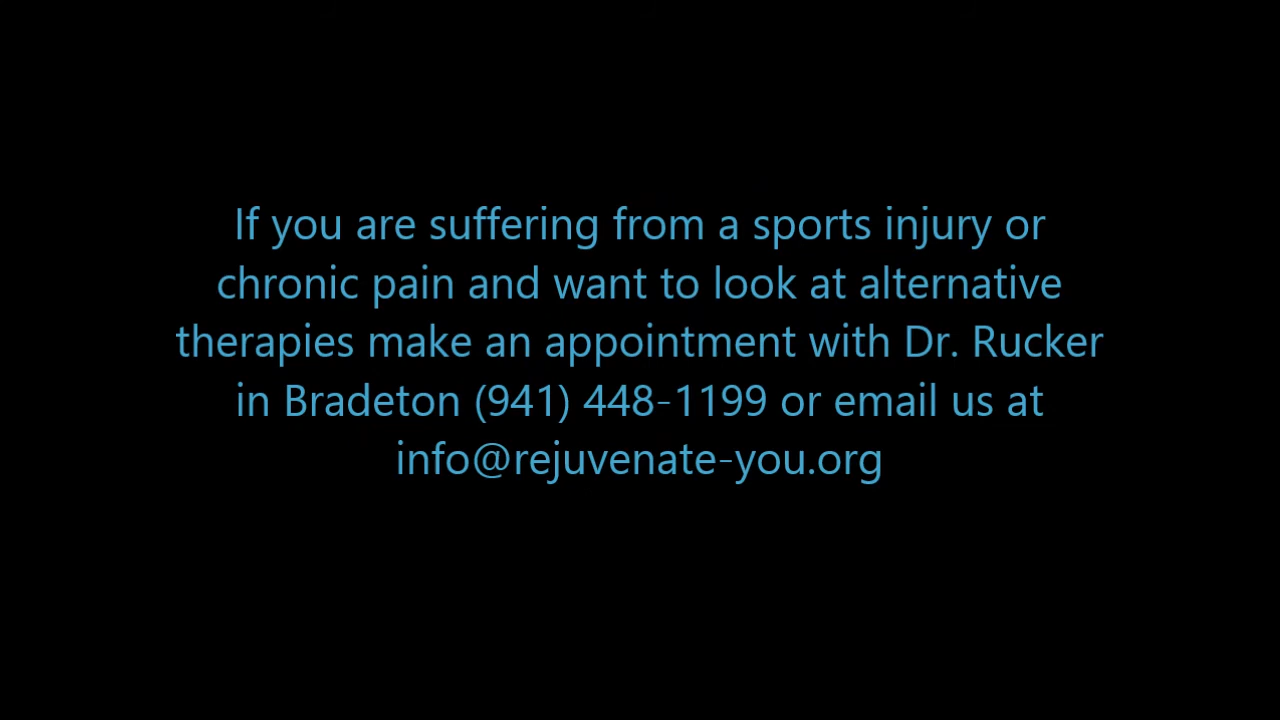 If you are suffering from a sports injury or
chronic pain and want to look at alternative
therapies make an appointment with Dr. Rucker
in Bradeton (941) 448-1199 or email us at
info@rejuvenate-you.org